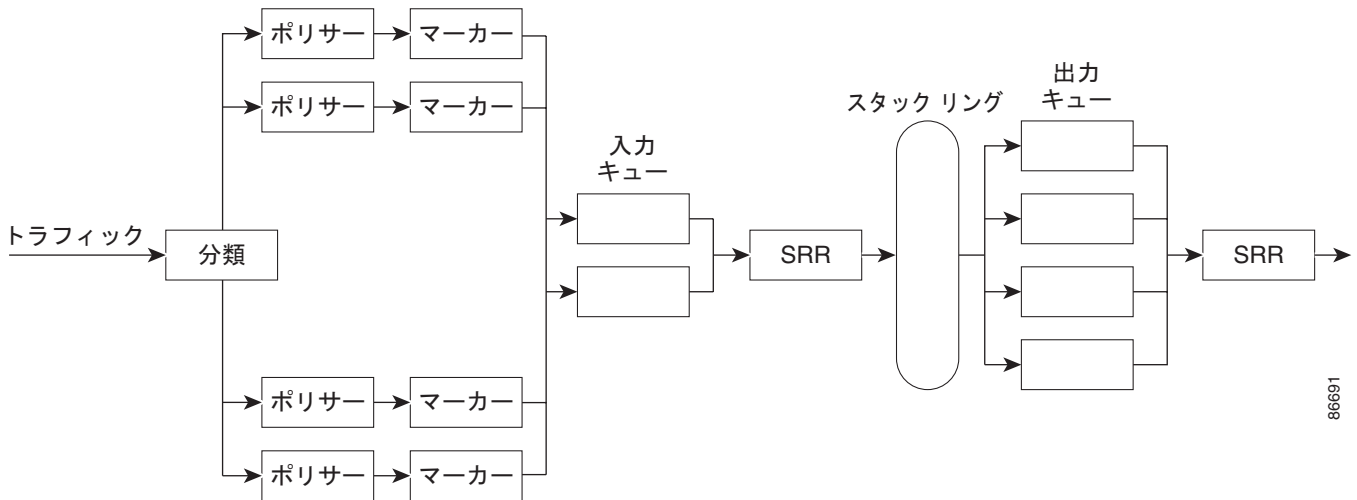 ポリサー
マーカー
ポリサー
マーカー
トラフィック
分類
入力
キュー
SRR
スタック リング
出力
キュー
SRR
ポリサー
マーカー
ポリサー
マーカー
86691